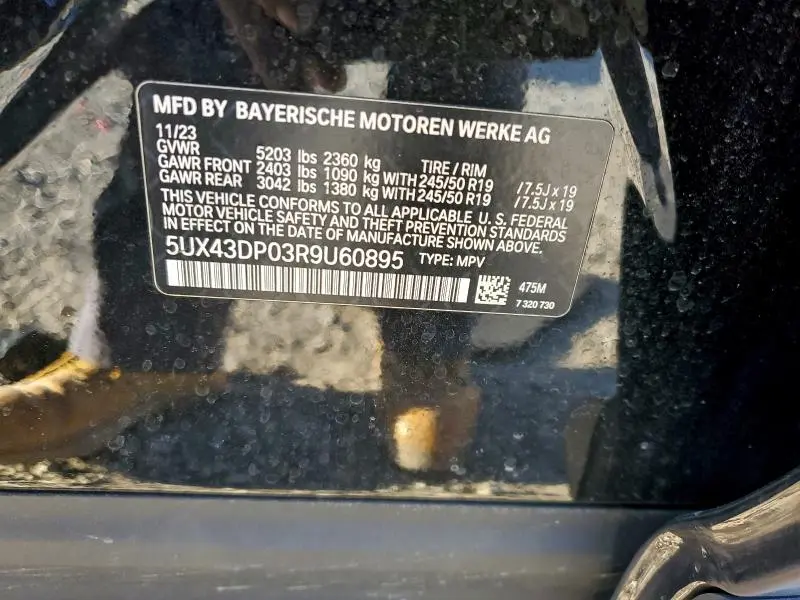 MFD BY BAYERISCHE MOTOREN WERKE AG
11/23
GVWR 5203 lbs 2360 kg TIRE / RIM
GAWR FRONT 2403 lbs 1090 kg WITH 245/50 R19 / 7.5J x 19
GAWR REAR 3042 lbs 1380 kg WITH 245/50 R19 / 7.5J x 19
THIS VEHICLE CONFORMS TO ALL APPLICABLE U. S. FEDERAL
MOTOR VEHICLE SAFETY AND THEFT PREVENTION STANDARDS
IN EFFECT ON THE DATE OF MANUFACTURE SHOWN ABOVE.
5UX43DP03R9U60895 TYPE: MPV
475M
7 320 730